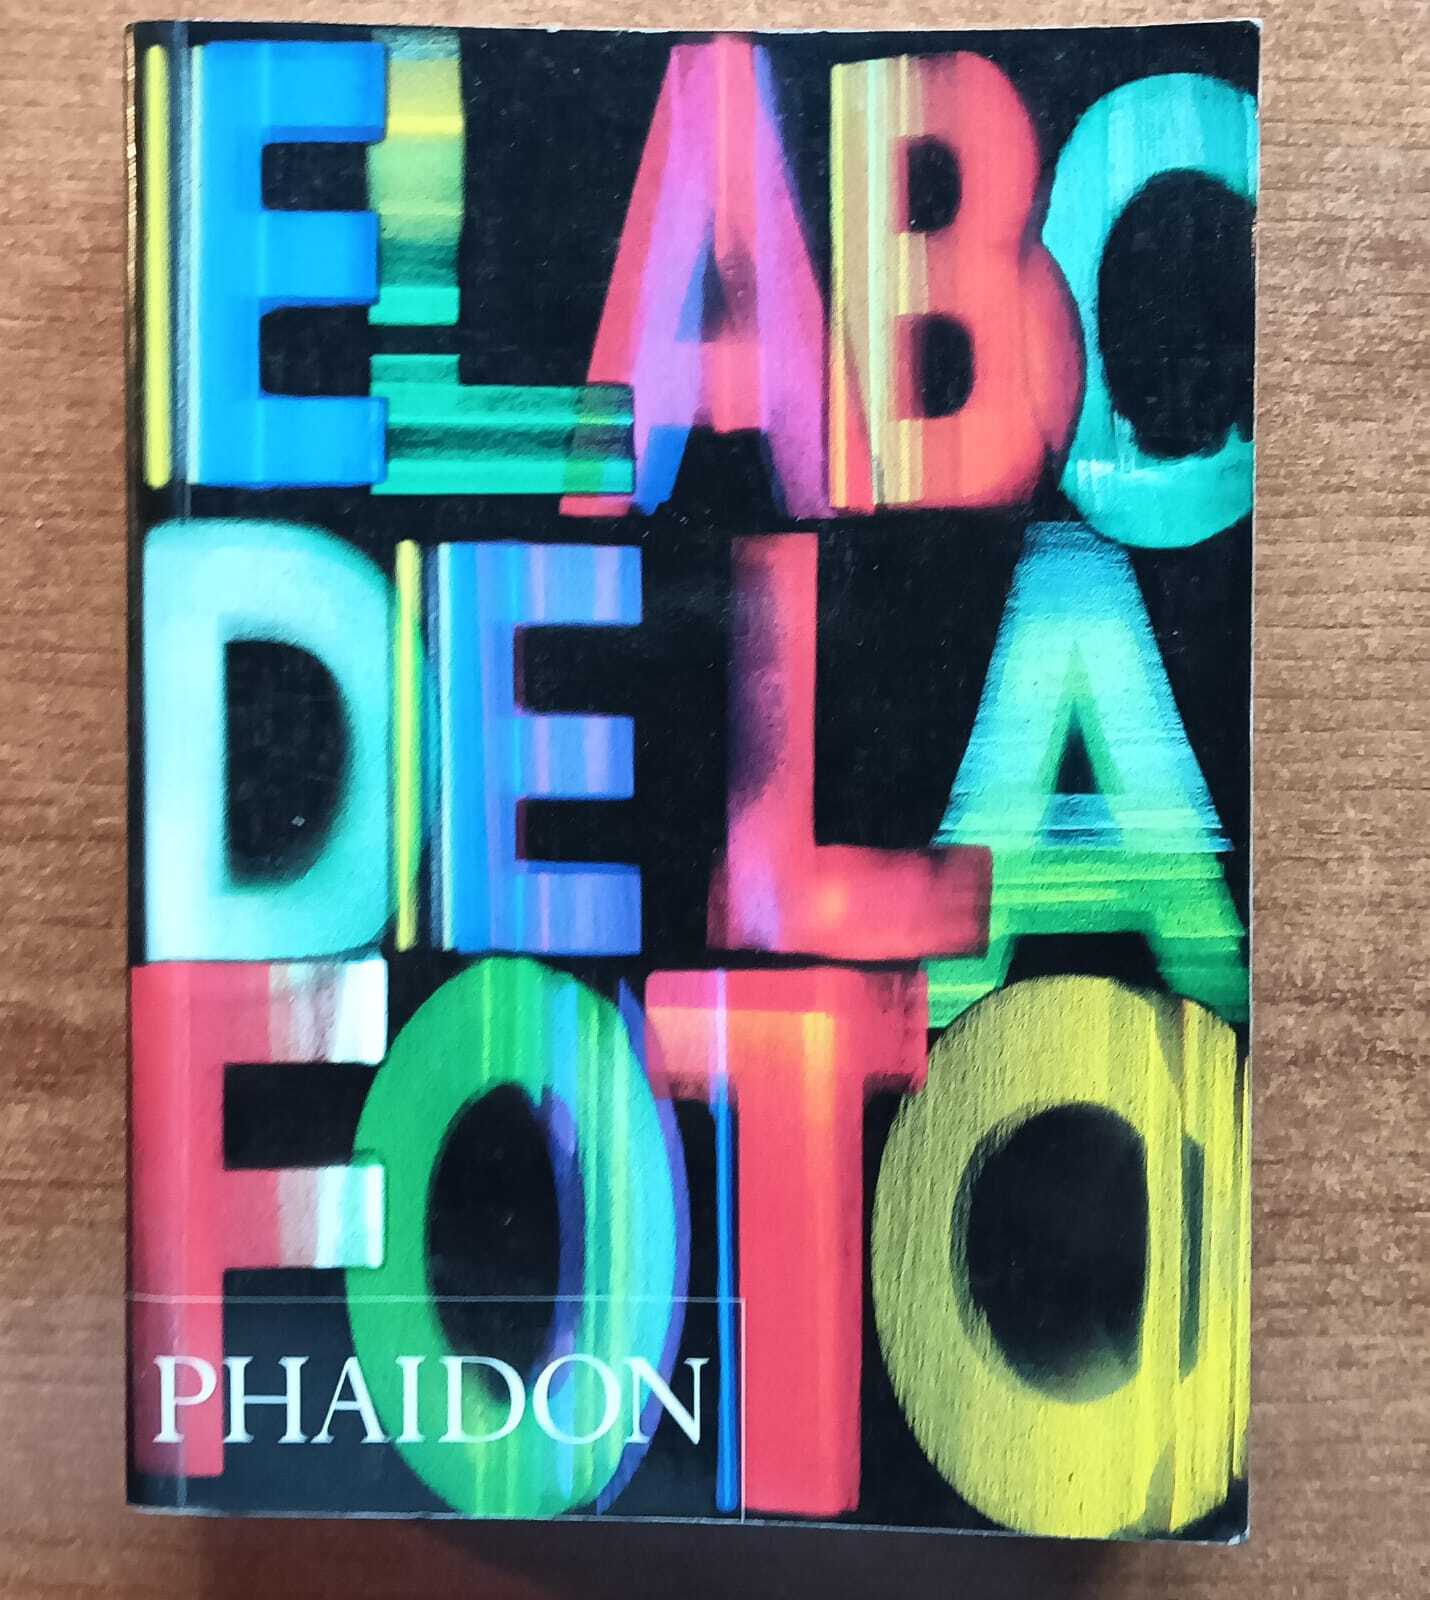 EL ABC
DE LA
FOTO
PHAIDON